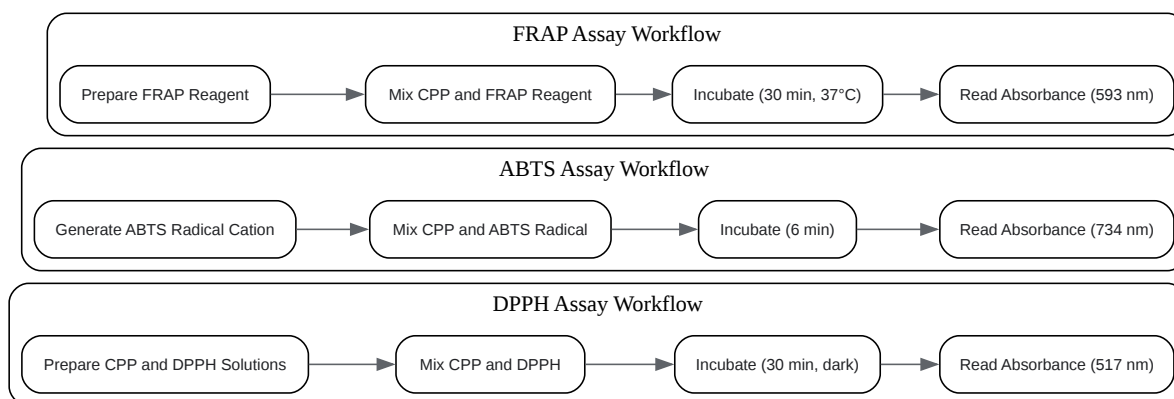 FRAP Assay Workflow
Prepare FRAP Reagent
Mix CPP and FRAP Reagent
Incubate (30 min, 37°C)
Read Absorbance (593 nm)
ABTS Assay Workflow
Generate ABTS Radical Cation
Mix CPP and ABTS Radical
Incubate (6 min)
Read Absorbance (734 nm)
DPPH Assay Workflow
Prepare CPP and DPPH Solutions
Mix CPP and DPPH
Incubate (30 min, dark)
Read Absorbance (517 nm)